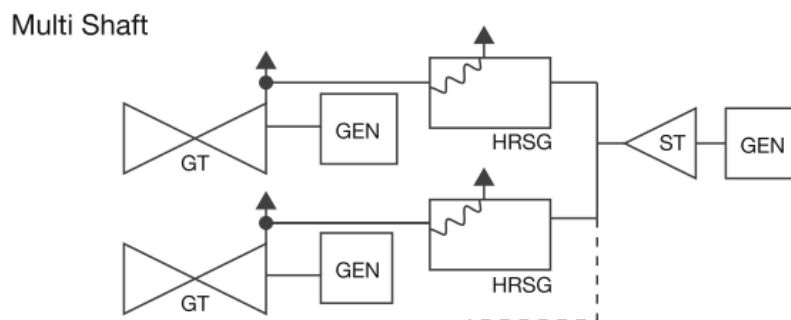 Multi Shaft
GEN
GT
HRSG
ST
GEN
GEN
GT
HRSG